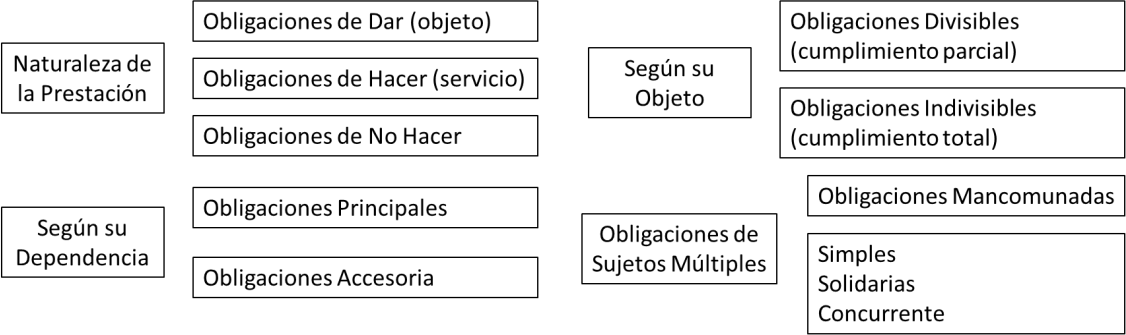 Naturaleza de
la Prestación
Obligaciones de Dar (objeto)
Obligaciones de Hacer (servicio)
Obligaciones de No Hacer
Según su
Objeto
Obligaciones Divisibles
(cumplimiento parcial)
Obligaciones Indivisibles
(cumplimiento total)
Según su
Dependencia
Obligaciones Principales
Obligaciones Accesoria
Obligaciones de
Sujetos Múltiples
Obligaciones Mancomunadas
Simples
Solidarias
Concurrente